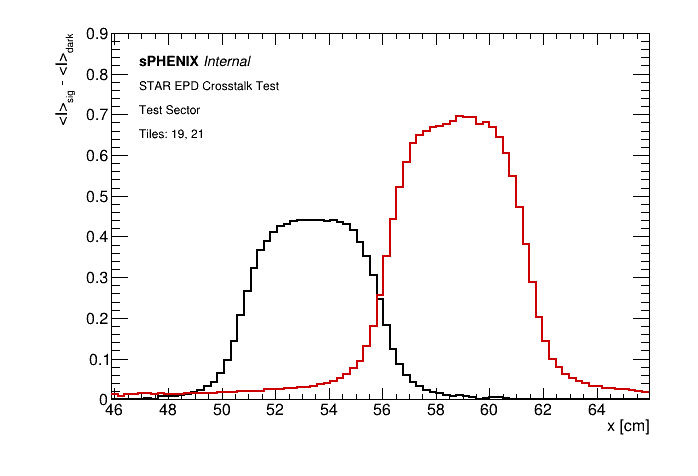 <I>sig - <I>dark
0.9
0.8
0.7
0.6
0.5
0.4
0.3
0.2
0.1
0
sPHENIX Internal
STAR EPD Crosstalk Test
Test Sector
Tiles: 19, 21
46 48 50 52 54 56 58 60 62 64
x [cm]